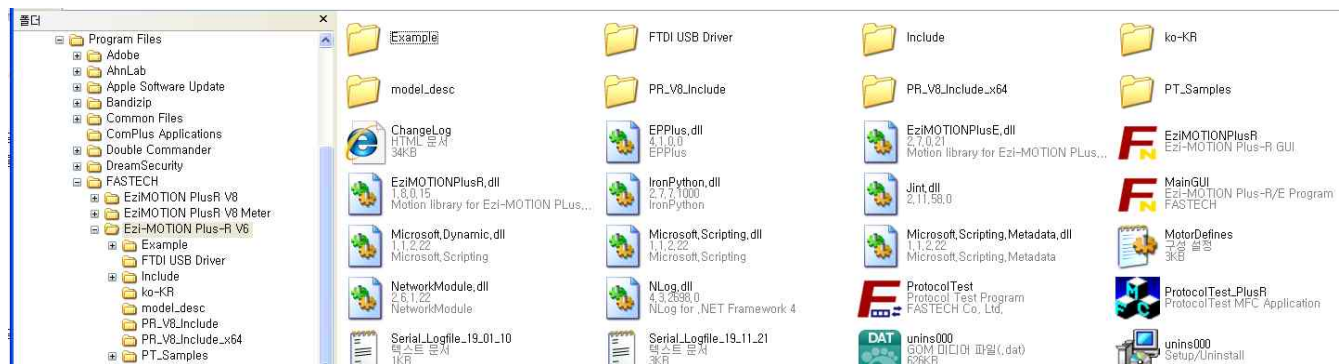 폴더 ×
Program Files
Adobe
AhnLab
Apple Software Update
Bandizip
Common Files
ComPlus Applications
Double Commander
DreamSecurity
FASTECH
EziMOTION PlusR V8
EziMOTION PlusR V8 Meter
Ezi-MOTION Plus-R V6
Example
FTDI USB Driver
Include
ko-KR
model_desc
PR_V8_Include
PR_V8_Include_x64
PT_Samples
Example
FTDI USB Driver
Include
ko-KR
model_desc
PR_V8_Include
PR_V8_Include_x64
PT_Samples
ChangeLog
HTML 문서
34KB
EPPlus.dll
4,1,0,0
EPPlus
EziMOTIONPlusE.dll
2,7,0,21
Motion library for Ezi-MOTION PLus,...
EziMOTIONPlusR
Ezi-MOTION Plus-R GUI
EziMOTIONPlusR.dll
1,8,0,15
Motion library for Ezi-MOTION PLus,...
IronPython.dll
2,7,7,1000
IronPython
Jint.dll
2,11,58,0
MainGUI
Ezi-MOTION Plus-R/E Program
FASTECH
Microsoft.Dynamic.dll
1,1,2,22
Microsoft.Scripting
Microsoft.Scripting.dll
1,1,2,22
Microsoft.Scripting
Microsoft.Scripting.Metadata.dll
1,1,2,22
Microsoft.Scripting.Metadata
MotorDefines
구성 설정
3KB
NetworkModule.dll
2,6,1,22
NetworkModule
NLog.dll
4,3,2698,0
NLog for .NET Framework 4
ProtocolTest
Protocol Test Program
FASTECH Co, Ltd,
ProtocolTest_PlusR
ProtocolTest MFC Application
Serial_Logfile_19_01_10
텍스트 문서
1KB
Serial_Logfile_19_11_21
텍스트 문서
3KB
DAT
unins000
GOM 미디어 파일(.dat)
626KB
unins000
Setup/Uninstall